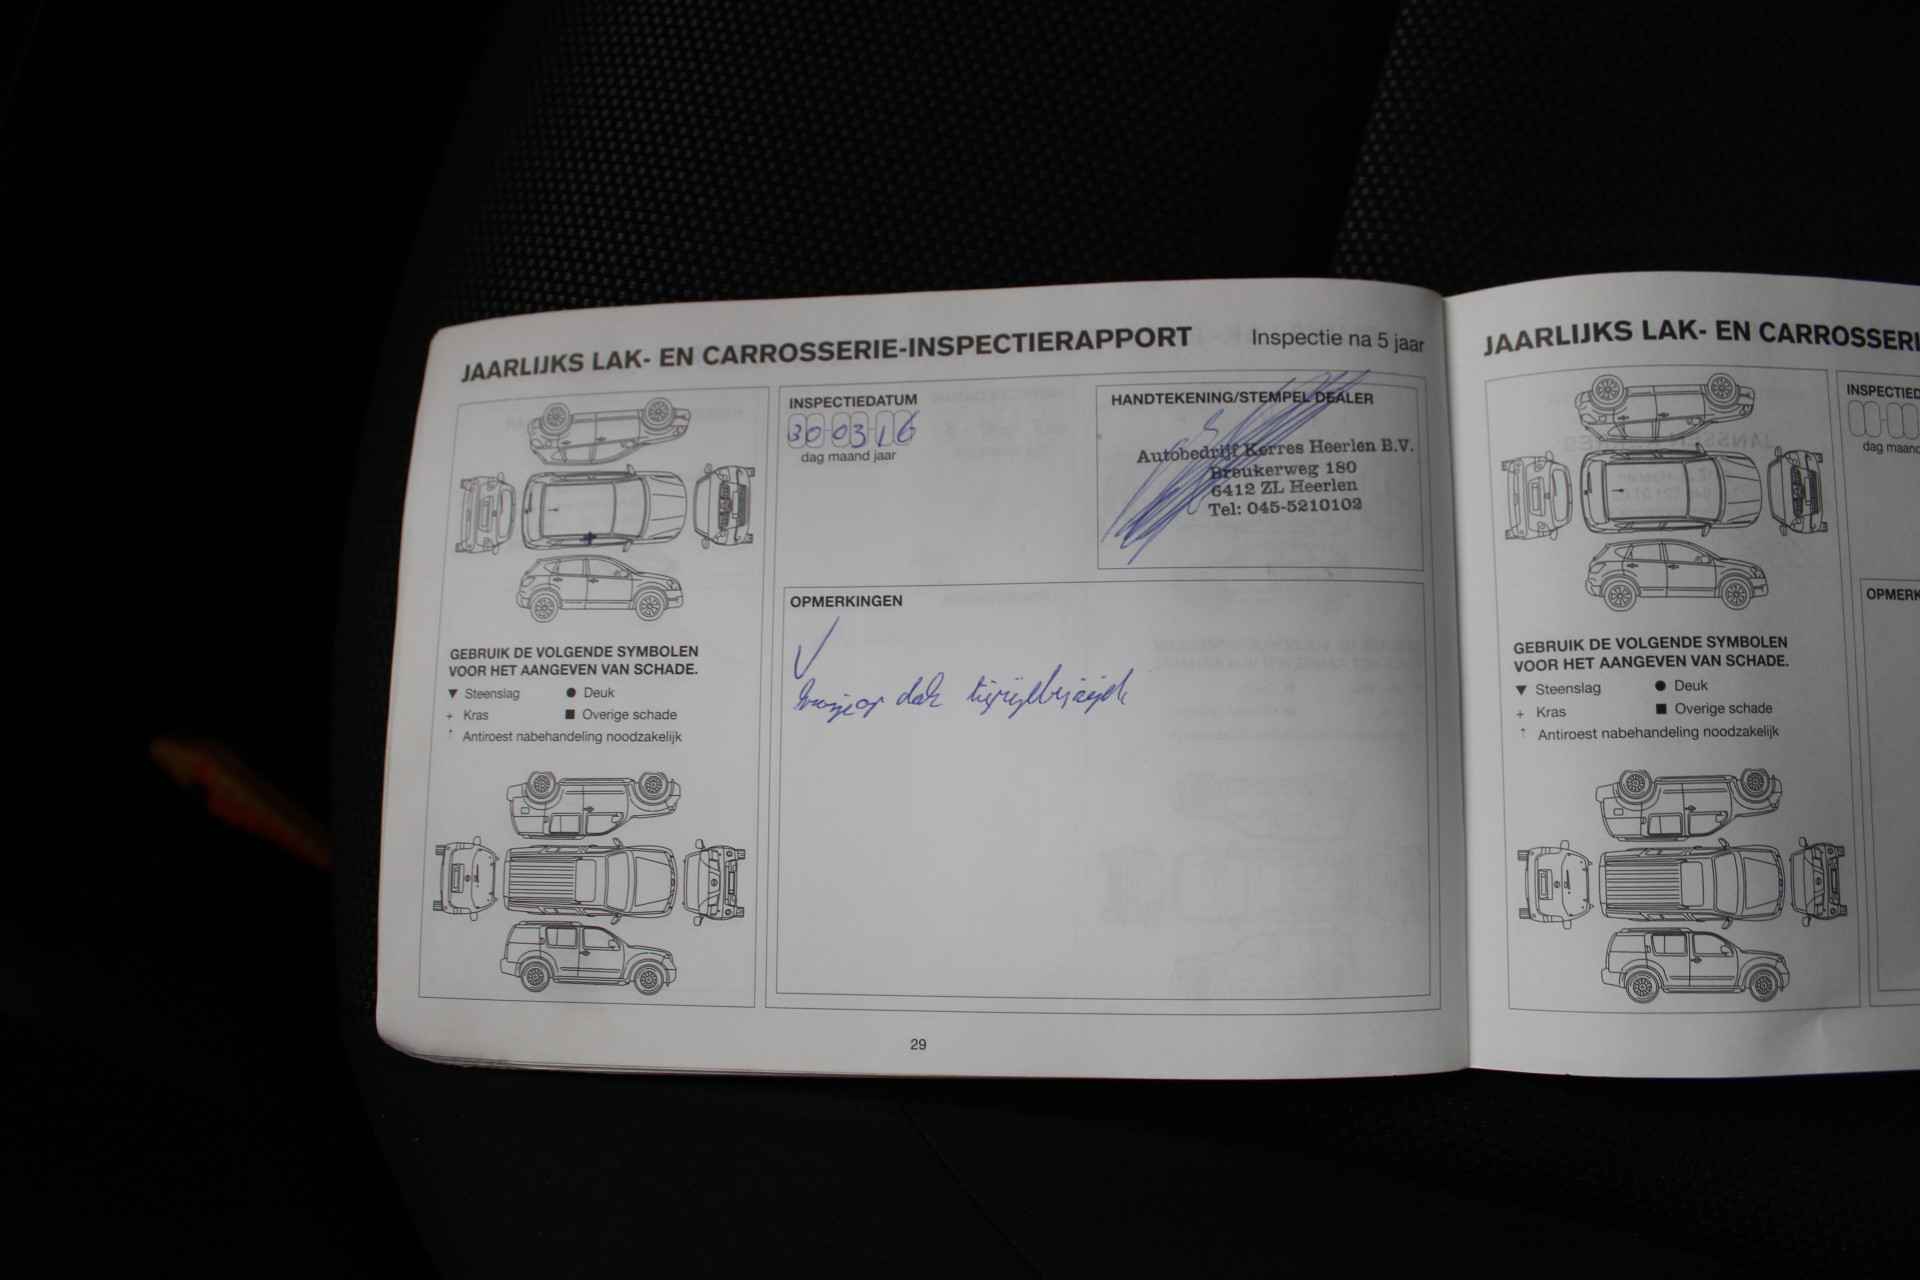 JAARLIJKS LAK- EN CARROSSERIE-INSPECTIERAPPORT
Inspectie na 5 jaar
INSPECTIEDATUM
30-03-16
dag maand jaar
HANDTEKENING/STEMPEL DEALER
Autobedrijf Kerres Heerlen B.V.
Breukerweg 180
6412 ZL Heerlen
Tel: 045-5210102
OPMERKINGEN
op dak
GEBRUIK DE VOLGENDE SYMBOLEN
VOOR HET AANGEVEN VAN SCHADE.
▼ Steenslag ● Deuk
+ Kras ■ Overige schade
↑ Antiroest nabehandeling noodzakelijk
29
JAARLIJKS LAK- EN CARROSSERI
INSPECTIED
dag maand
OPMERK
GEBRUIK DE VOLGENDE SYMBOLEN
VOOR HET AANGEVEN VAN SCHADE.
▼ Steenslag ● Deuk
+ Kras ■ Overige schade
↑ Antiroest nabehandeling noodzakelijk